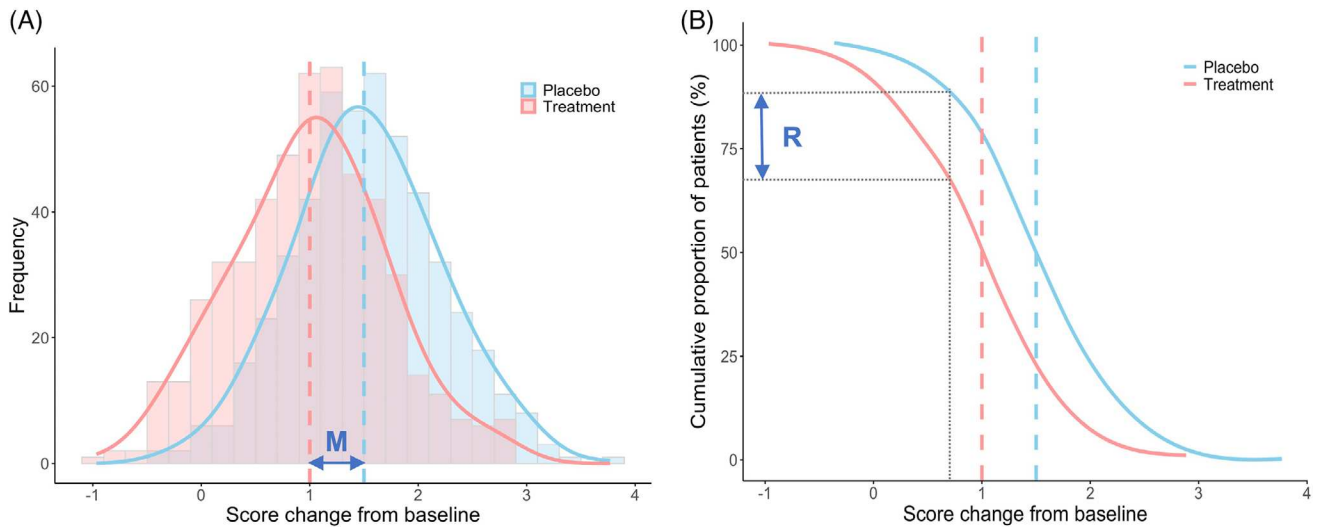 (A)
Frequency
60
40
20
0
Placebo
Treatment
M
-1 0 1 2 3 4
Score change from baseline
(B)
Cumulative proportion of patients (%)
100
75
50
25
0
Placebo
Treatment
R
-1 0 1 2 3 4
Score change from baseline